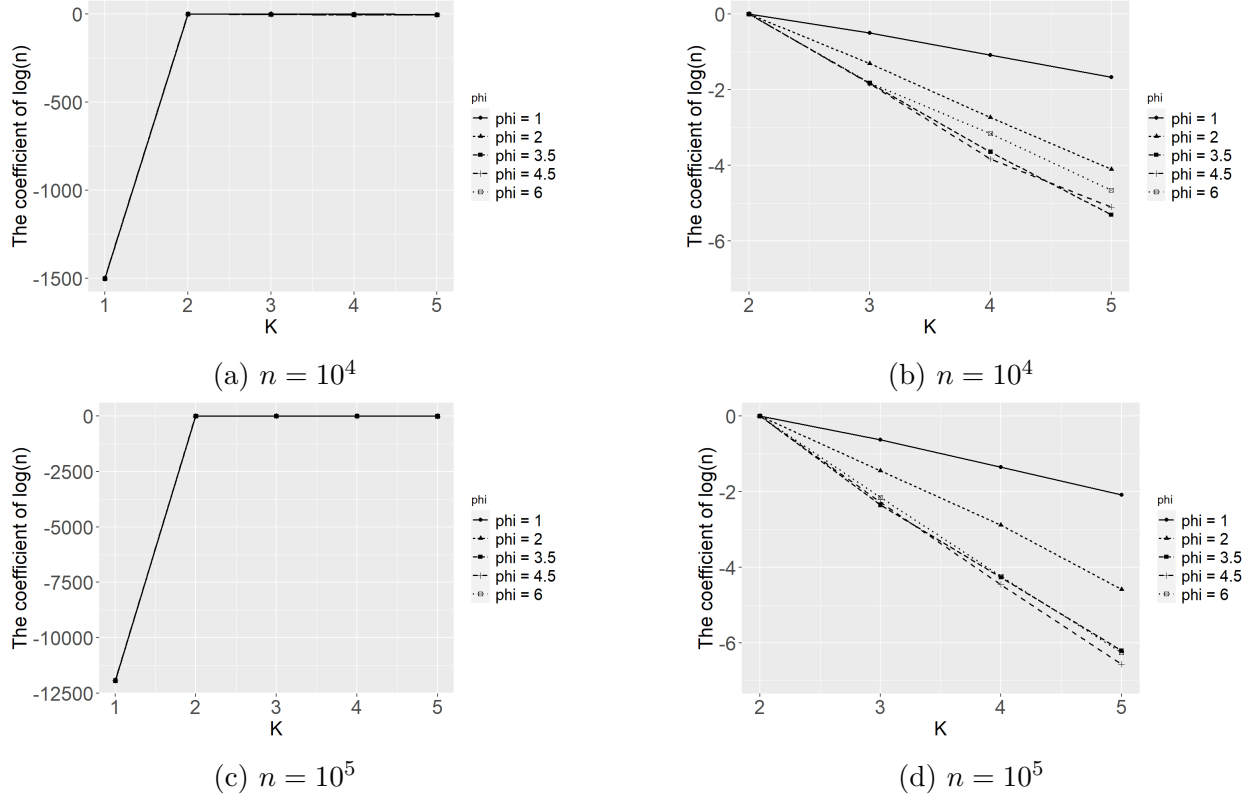 The coefficient of log(n)
0
-500
-1000
-1500
1 2 3 4 5
K
phi
phi = 1
phi = 2
phi = 3.5
phi = 4.5
phi = 6
(a) n = 10^4
The coefficient of log(n)
0
-2
-4
-6
2 3 4 5
K
phi
phi = 1
phi = 2
phi = 3.5
phi = 4.5
phi = 6
(b) n = 10^4
The coefficient of log(n)
0
-2500
-5000
-7500
-10000
-12500
1 2 3 4 5
K
phi
phi = 1
phi = 2
phi = 3.5
phi = 4.5
phi = 6
(c) n = 10^5
The coefficient of log(n)
0
-2
-4
-6
2 3 4 5
K
phi
phi = 1
phi = 2
phi = 3.5
phi = 4.5
phi = 6
(d) n = 10^5